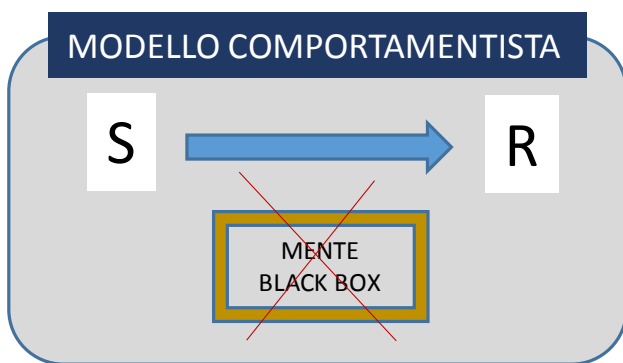 MODELLO COMPORTAMENTISTA
S
R
MENTE
BLACK BOX